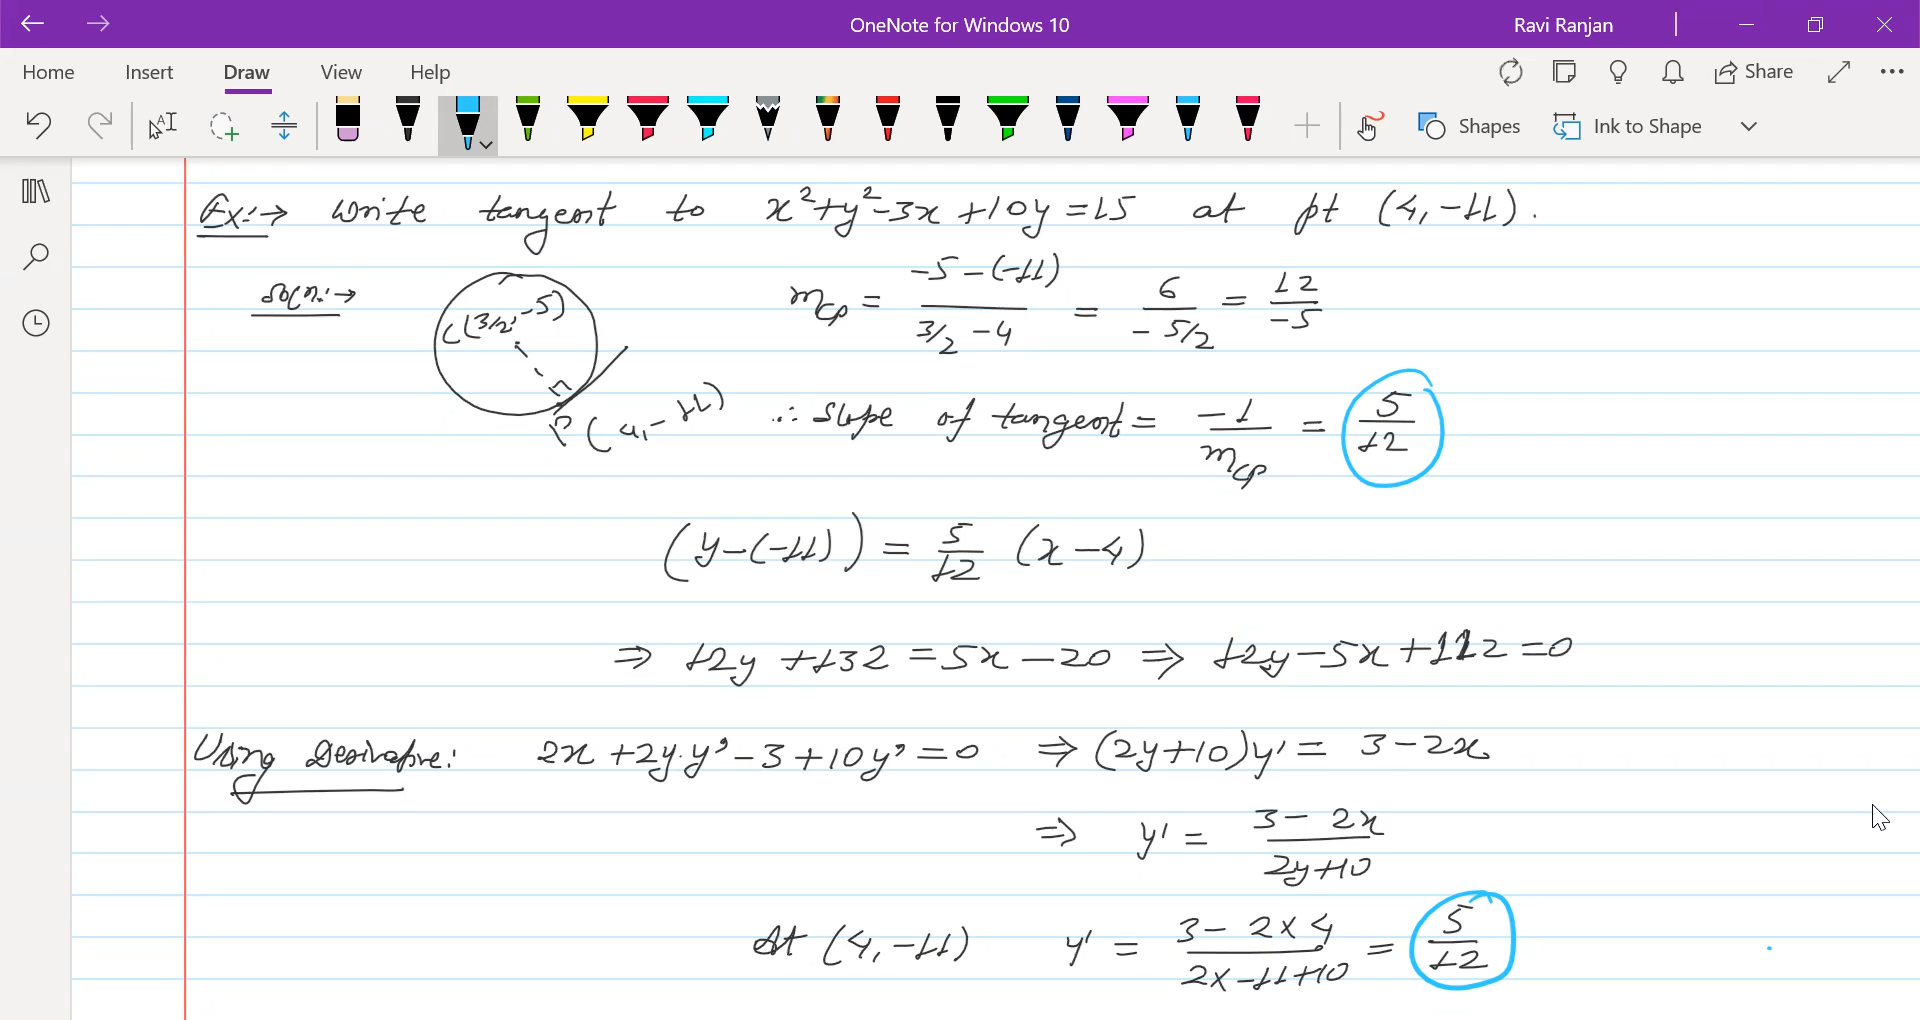 OneNote for Windows 10
Ravi Ranjan
Home Insert Draw View Help
Share
Shapes Ink to Shape
Ex:→ Write tangent to x²+y²-3x+10y=15 at pt (4,-11).
Soln:→
C(3/2,-5)
P(4,-11)
m_CP = (-5-(-11))/(3/2-4) = 6/(-5/2) = 12/-5
∴ Slope of tangent = -1/m_CP = 5/12
(y-(-11)) = 5/12 (x-4)
⇒ 12y+132=5x-20 ⇒ 12y-5x+112=0
Using Derivative: 2x+2y.y'-3+10y'=0 ⇒ (2y+10)y' = 3-2x
⇒ y' = (3-2x)/(2y+10)
At (4,-11) y' = (3-2×4)/(2×-11+10) = 5/12